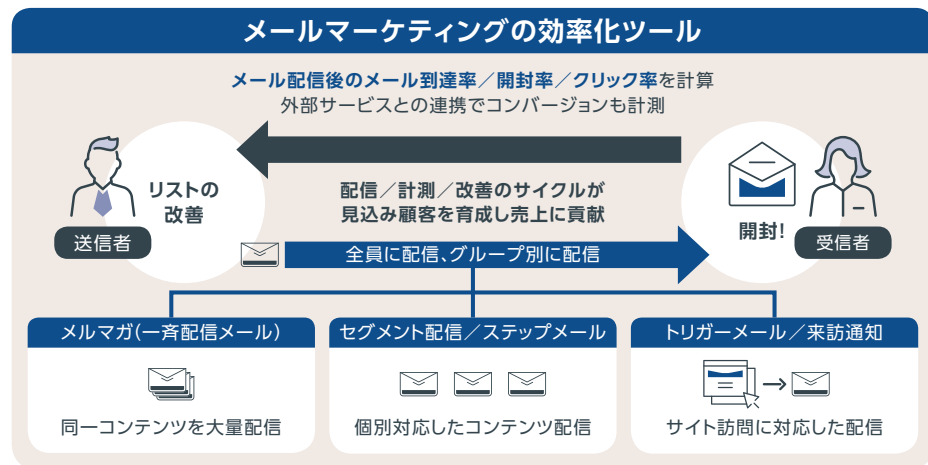 メールマーケティングの効率化ツール
メール配信後のメール到達率／開封率／クリック率を計算
外部サービスとの連携でコンバージョンも計測
リストの
改善
送信者
配信／計測／改善のサイクルが
見込み顧客を育成し売上に貢献
開封!
受信者
全員に配信、グループ別に配信
メルマガ(一斉配信メール)
同一コンテンツを大量配信
セグメント配信／ステップメール
個別対応したコンテンツ配信
トリガーメール／来訪通知
サイト訪問に対応した配信